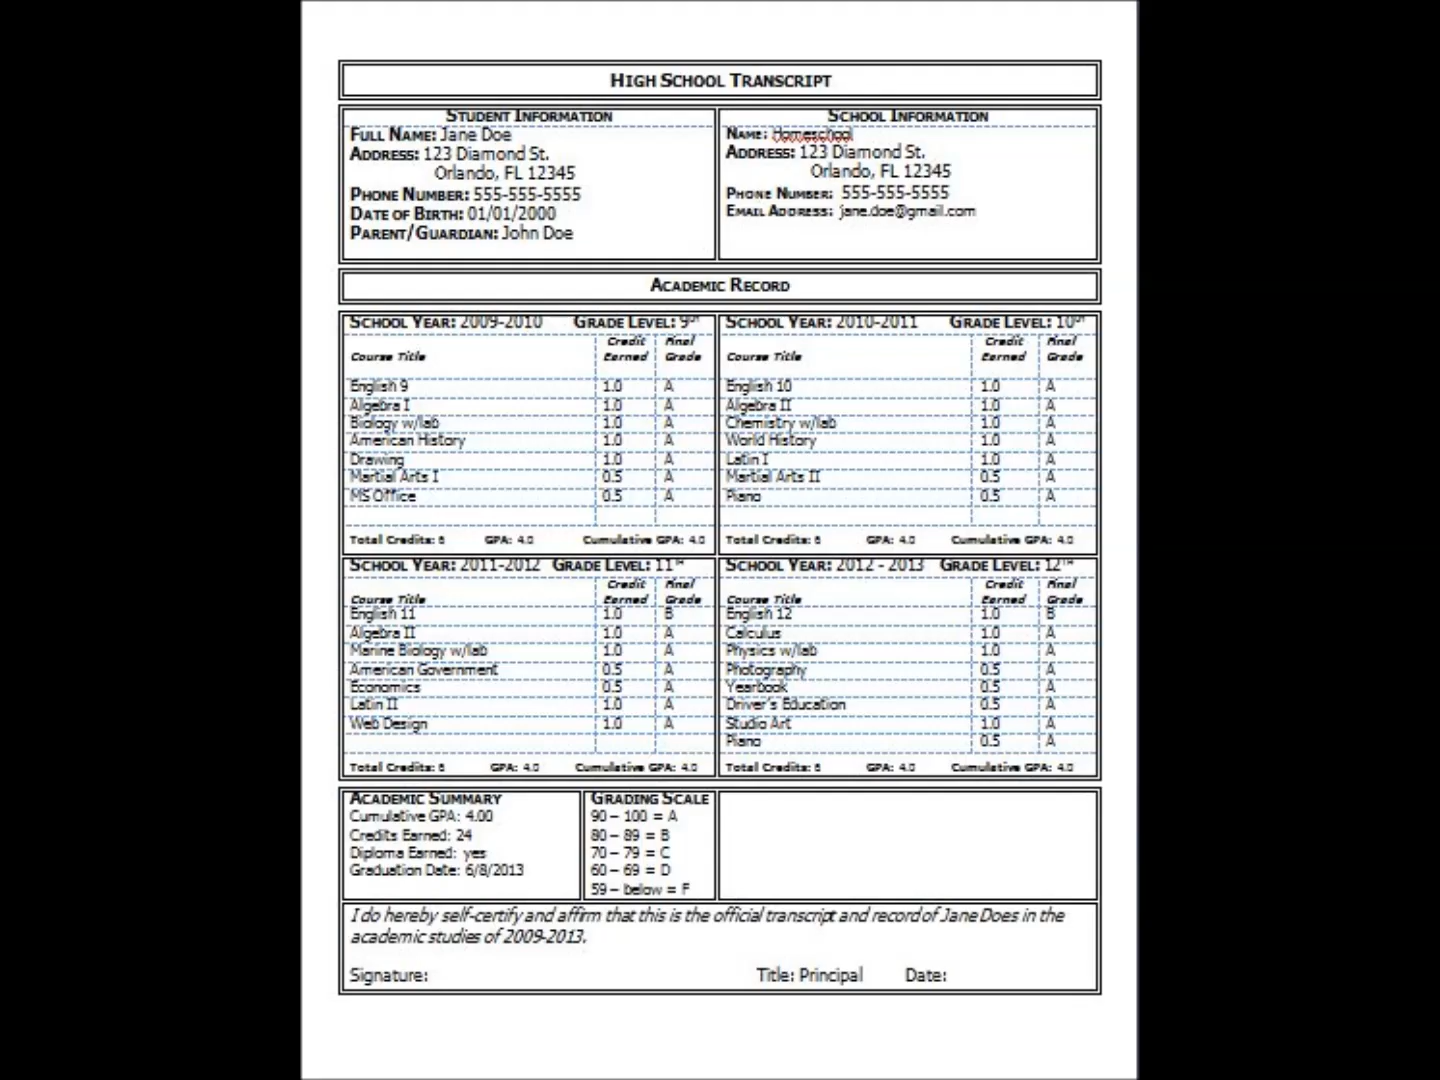 HIGH SCHOOL TRANSCRIPT
STUDENT INFORMATION
FULL NAME: Jane Doe
ADDRESS: 123 Diamond St.
Orlando, FL 12345
PHONE NUMBER: 555-555-5555
DATE OF BIRTH: 01/01/2000
PARENT/GUARDIAN: John Doe
SCHOOL INFORMATION
NAME: Homeschool
ADDRESS: 123 Diamond St.
Orlando, FL 12345
PHONE NUMBER: 555-555-5555
EMAIL ADDRESS: jane.doe@gmail.com
ACADEMIC RECORD
SCHOOL YEAR: 2009-2010 GRADE LEVEL: 9th
Course Title Credit Earned Final Grade
English 9 1.0 A
Algebra I 1.0 A
Biology w/lab 1.0 A
American History 1.0 A
Drawing 1.0 A
Martial Arts I 0.5 A
MS Office 0.5 A
Total Credits: 6 GPA: 4.0 Cumulative GPA: 4.0
SCHOOL YEAR: 2010-2011 GRADE LEVEL: 10th
Course Title Credit Earned Final Grade
English 10 1.0 A
Algebra II 1.0 A
Chemistry w/lab 1.0 A
World History 1.0 A
Latin I 1.0 A
Martial Arts II 0.5 A
Piano 0.5 A
Total Credits: 6 GPA: 4.0 Cumulative GPA: 4.0
SCHOOL YEAR: 2011-2012 GRADE LEVEL: 11TH
Course Title Credit Earned Final Grade
English 11 1.0 B
Algebra II 1.0 A
Marine Biology w/lab 1.0 A
American Government 0.5 A
Economics 0.5 A
Latin II 1.0 A
Web Design 1.0 A
Total Credits: 6 GPA: 4.0 Cumulative GPA: 4.0
SCHOOL YEAR: 2012 - 2013 GRADE LEVEL: 12TH
Course Title Credit Earned Final Grade
English 12 1.0 B
Calculus 1.0 A
Physics w/lab 1.0 A
Photography 0.5 A
Yearbook 0.5 A
Driver's Education 0.5 A
Studio Art 1.0 A
Piano 0.5 A
Total Credits: 6 GPA: 4.0 Cumulative GPA: 4.0
ACADEMIC SUMMARY
Cumulative GPA: 4.00
Credits Earned: 24
Diploma Earned: yes
Graduation Date: 6/8/2013
GRADING SCALE
90 – 100 = A
80 – 89 = B
70 – 79 = C
60 – 69 = D
59 – below = F
I do hereby self-certify and affirm that this is the official transcript and record of Jane Does in the
academic studies of 2009-2013.
Signature: Title: Principal Date: